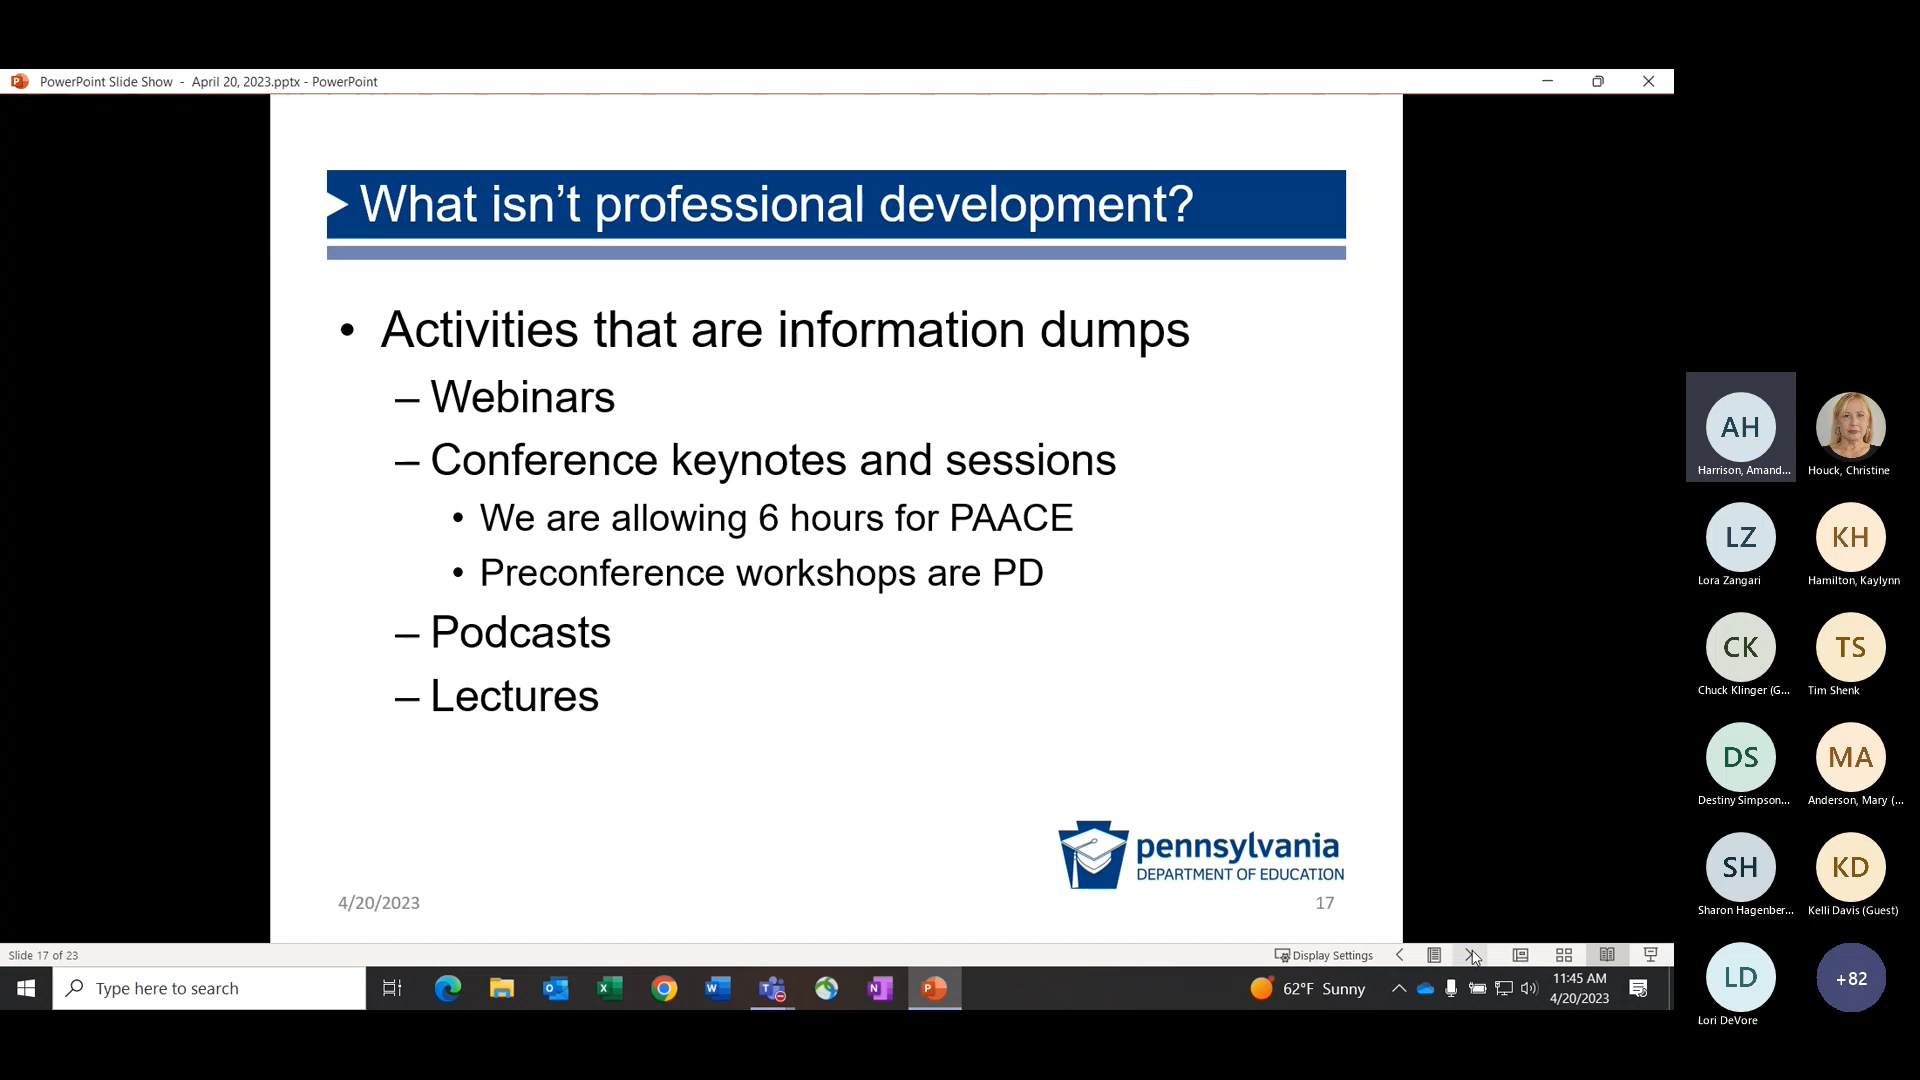 PowerPoint Slide Show - April 20, 2023.pptx - PowerPoint
What isn't professional development?
• Activities that are information dumps
– Webinars
– Conference keynotes and sessions
• We are allowing 6 hours for PAACE
• Preconference workshops are PD
– Podcasts
– Lectures
pennsylvania
DEPARTMENT OF EDUCATION
4/20/2023
17
Slide 17 of 23
Display Settings
Type here to search
62°F Sunny
11:45 AM
4/20/2023
AH
Harrison, Amand...
Houck, Christine
LZ
Lora Zangari
KH
Hamilton, Kaylynn
CK
Chuck Klinger (G...
TS
Tim Shenk
DS
Destiny Simpson...
MA
Anderson, Mary (...
SH
Sharon Hagenber...
KD
Kelli Davis (Guest)
LD
Lori DeVore
+82